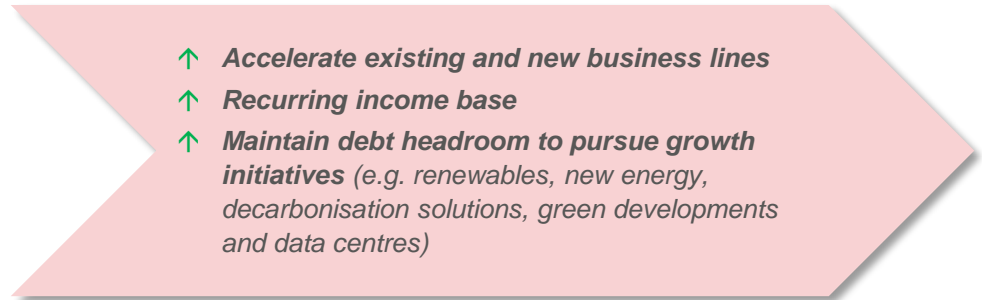 ↑ Accelerate existing and new business lines
↑ Recurring income base
↑ Maintain debt headroom to pursue growth
initiatives (e.g. renewables, new energy,
decarbonisation solutions, green developments
and data centres)